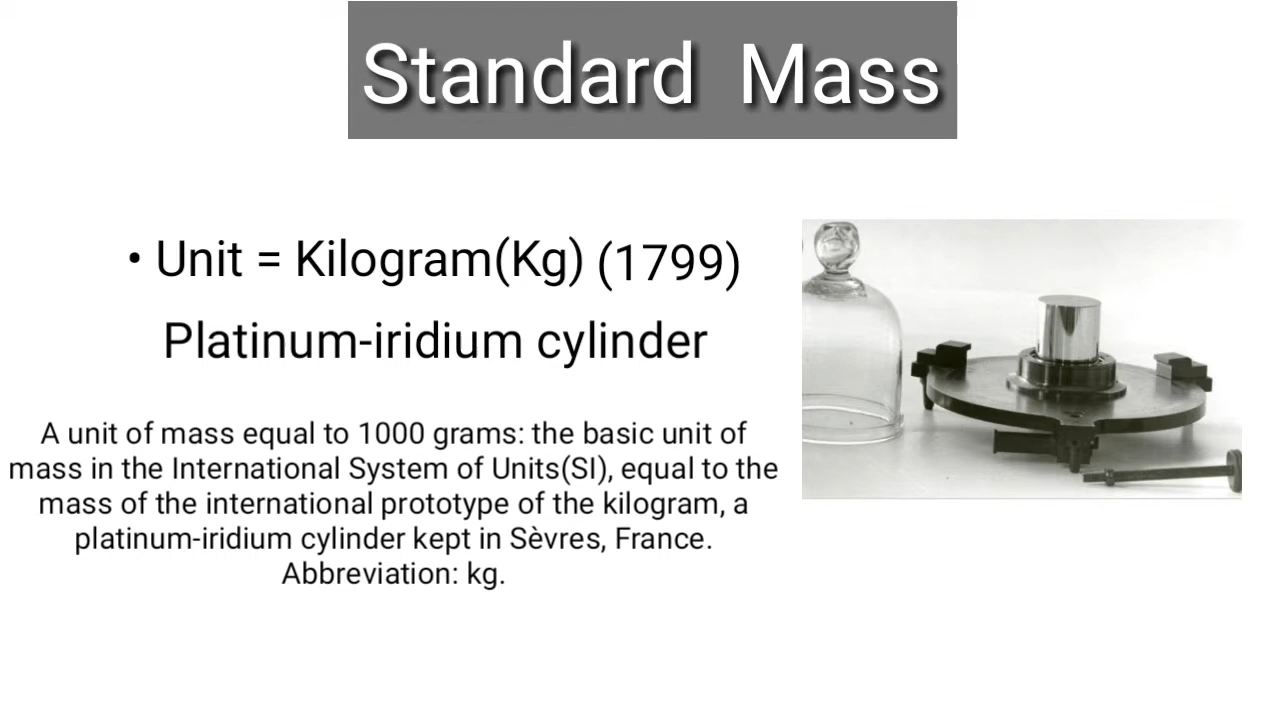 Standard Mass
• Unit = Kilogram(Kg) (1799)
Platinum-iridium cylinder
A unit of mass equal to 1000 grams: the basic unit of
mass in the International System of Units(SI), equal to the
mass of the international prototype of the kilogram, a
platinum-iridium cylinder kept in Sèvres, France.
Abbreviation: kg.